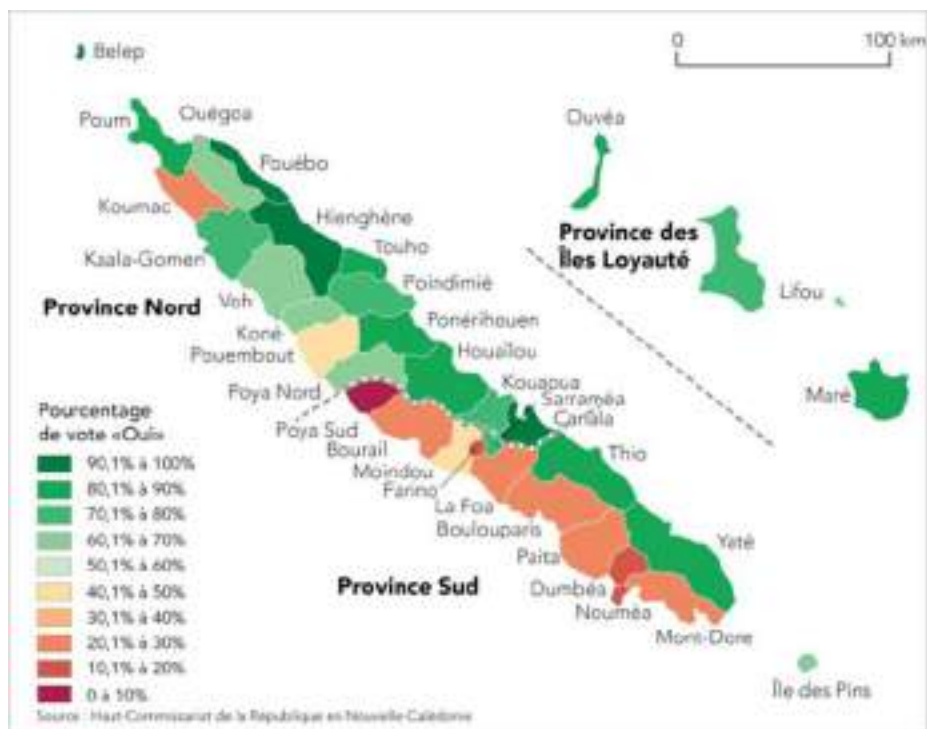 0 100 km
Belep
Poum
Ouégoa
Ouvéa
Pouébo
Koumac
Hienghène
Touho
Province des
Îles Loyauté
Kaala-Gomen
Poindimié
Lifou
Province Nord
Voh
Ponérihouen
Koné
Pouembout
Houaïlou
Poya Nord
Kouaoua
Sarraméa
Canala
Maré
Poya Sud
Bourail
Moindou
Farino
Thio
La Foa
Boulouparis
Païta
Yaté
Province Sud
Dumbéa
Nouméa
Mont-Dore
Île des Pins
Pourcentage
de vote «Oui»
90,1% à 100%
80,1% à 90%
70,1% à 80%
60,1% à 70%
50,1% à 60%
40,1% à 50%
30,1% à 40%
20,1% à 30%
10,1% à 20%
0 à 10%
Source : Haut-Commissariat de la République en Nouvelle-Calédonie